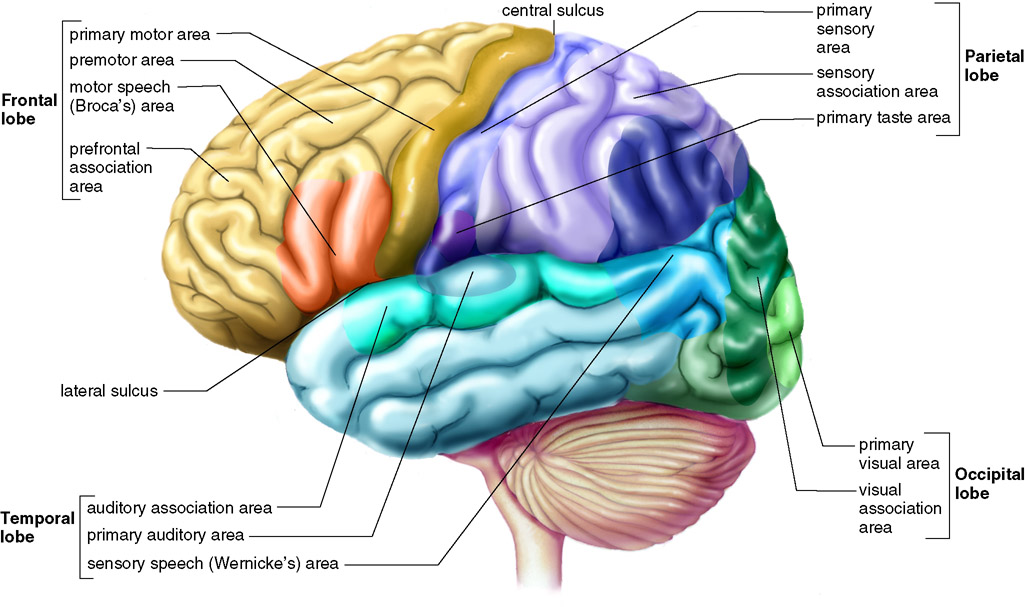 central sulcus
Frontal
lobe
primary motor area
premotor area
motor speech
(Broca's) area
prefrontal
association
area
primary
sensory
area
sensory
association area
primary taste area
Parietal
lobe
lateral sulcus
Temporal
lobe
auditory association area
primary auditory area
sensory speech (Wernicke's) area
primary
visual area
visual
association
area
Occipital
lobe